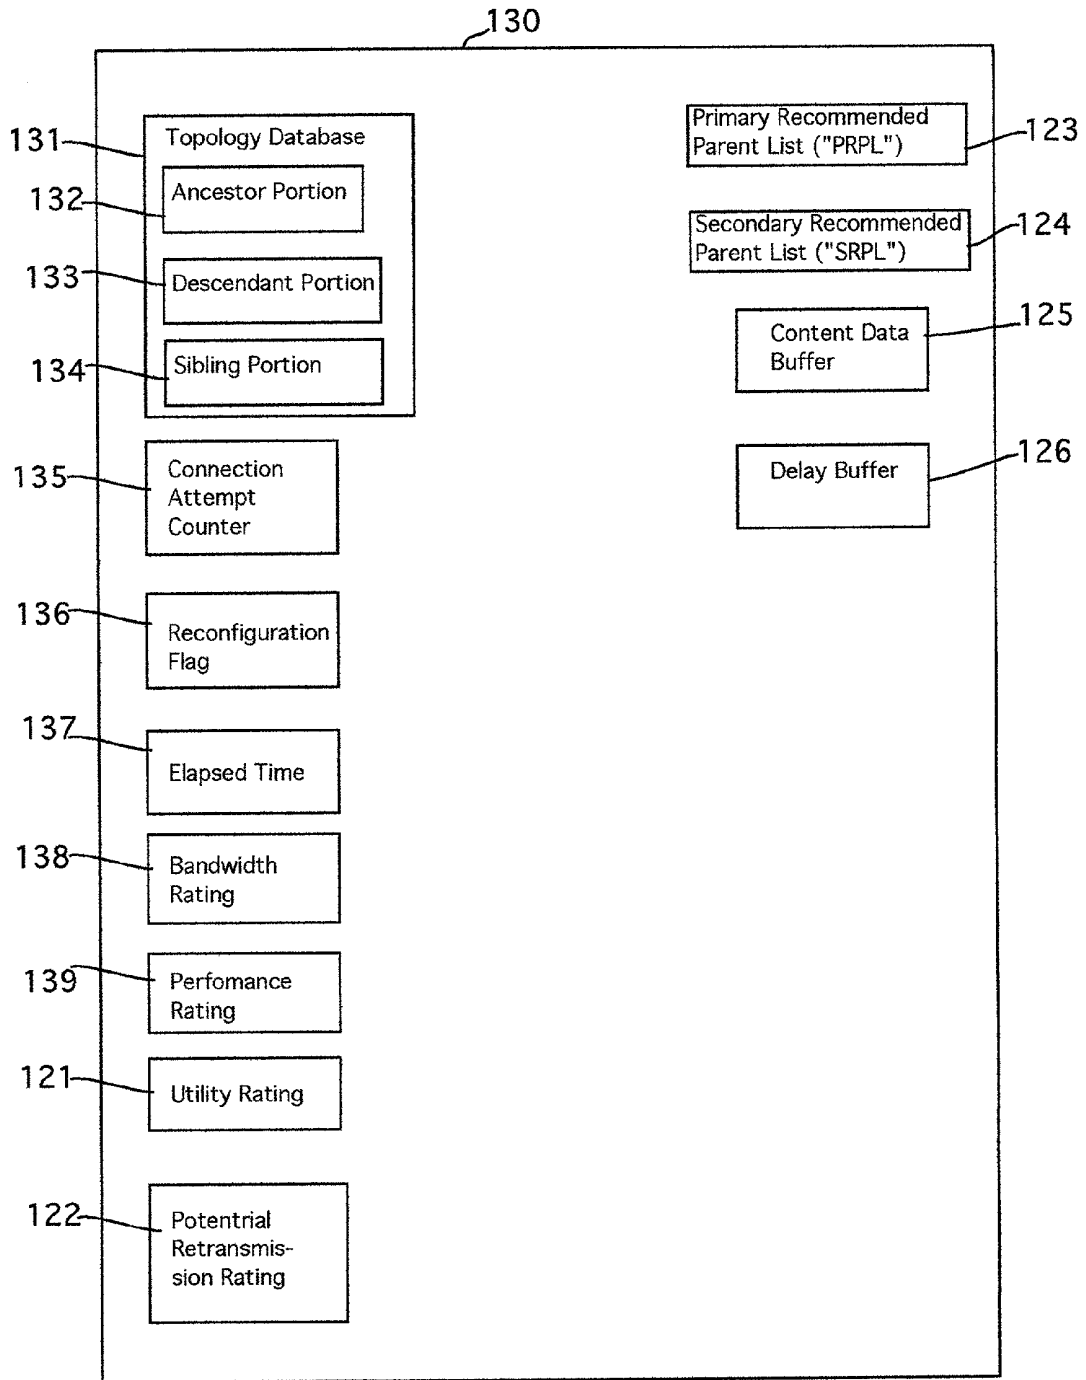 130
131
Topology Database
132
Ancestor Portion
133
Descendant Portion
134
Sibling Portion
135
Connection
Attempt
Counter
136
Reconfiguration
Flag
137
Elapsed Time
138
Bandwidth
Rating
139
Perfomance
Rating
121
Utility Rating
122
Potentrial
Retransmis-
sion Rating
Primary Recommended
Parent List ("PRPL")
123
Secondary Recommended
Parent List ("SRPL")
124
Content Data
Buffer
125
Delay Buffer
126